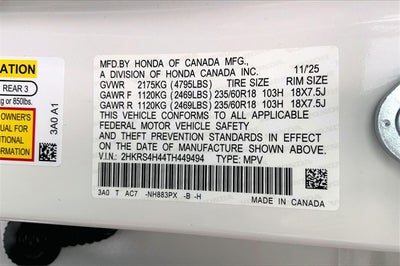 ATION
REAR 3
kg or 850lbs.
OWNER'S
UAL FOR
UTIONAL
ORMATION
3A0 A1
MFD.BY HONDA OF CANADA MFG., 11/25
A DIVISION OF HONDA CANADA INC.
GVWR 2175KG (4795LBS) TIRE SIZE RIM SIZE
GAWR F 1120KG (2469LBS) 235/60R18 103H 18X7.5J
GAWR R 1120KG (2469LBS) 235/60R18 103H 18X7.5J
THIS VEHICLE CONFORMS TO ALL APPLICABLE
FEDERAL MOTOR VEHICLE SAFETY
AND THEFT PREVENTION STANDARDS IN EFFECT
ON THE DATE OF MANUFACTURE SHOWN ABOVE.
V.I.N.: 2HKRS4H44TH449494 TYPE: MPV
3A0 T AC7 -NH883PX -B -H
MADE IN CANADA